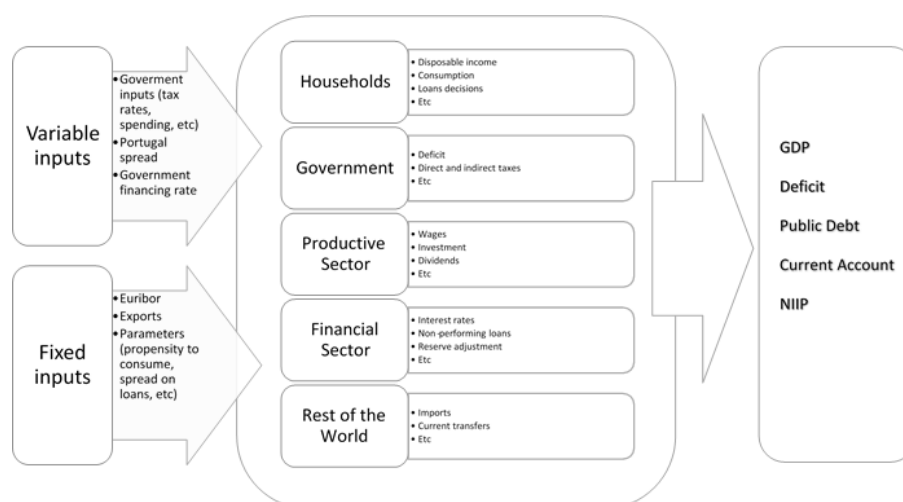 Variable
inputs
• Goverment
inputs (tax
rates,
spending, etc)
• Portugal
spread
• Government
financing rate
Fixed
inputs
• Euribor
• Exports
• Parameters
(propensity to
consume,
spread on
loans, etc)
Households
• Disposable income
• Consumption
• Loans decisions
• Etc
Government
• Deficit
• Direct and indirect taxes
• Etc
Productive
Sector
• Wages
• Investment
• Dividends
• Etc
Financial
Sector
• Interest rates
• Non-performing loans
• Reserve adjustment
• Etc
Rest of the
World
• Imports
• Current transfers
• Etc
GDP
Deficit
Public Debt
Current Account
NIIP